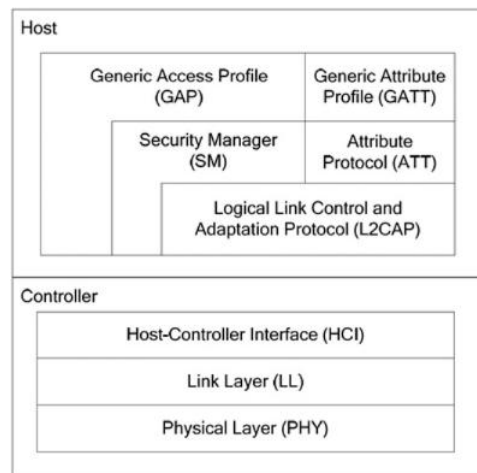 Host
Generic Access Profile
(GAP)
Generic Attribute
Profile (GATT)
Security Manager
(SM)
Attribute
Protocol (ATT)
Logical Link Control and
Adaptation Protocol (L2CAP)
Controller
Host-Controller Interface (HCI)
Link Layer (LL)
Physical Layer (PHY)